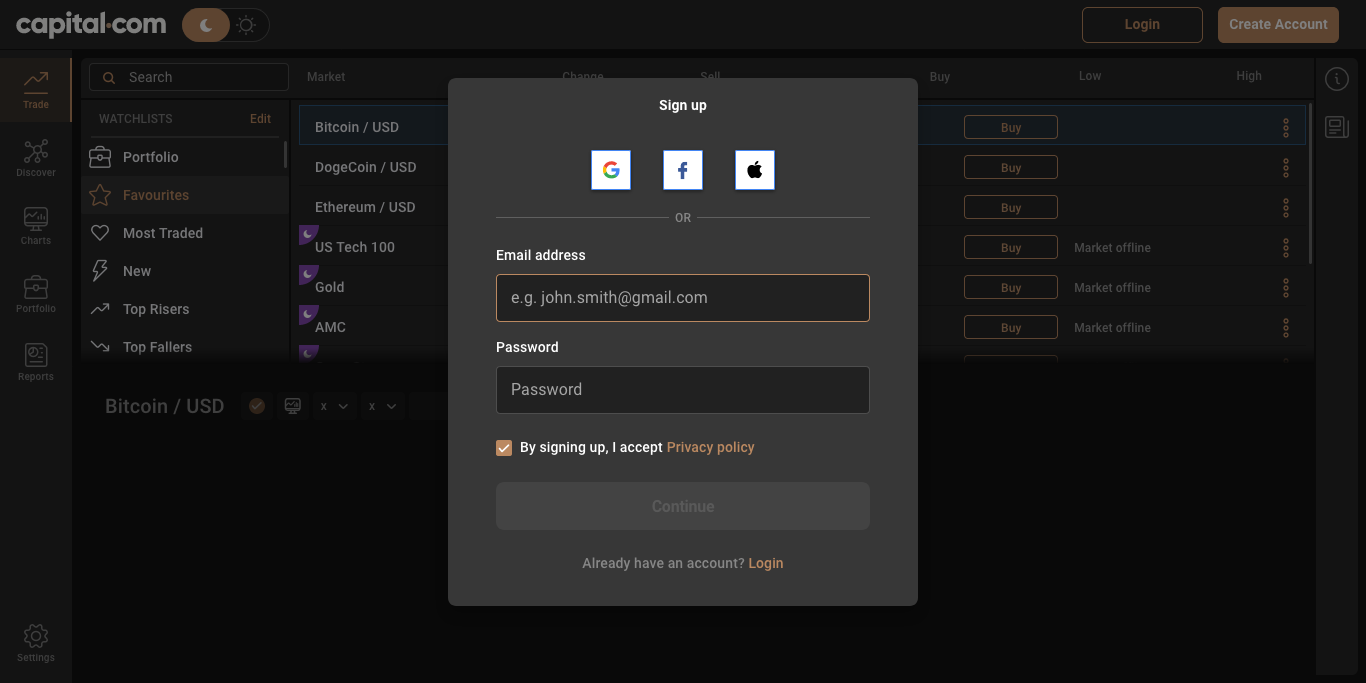 capital.com
Login
Create Account
Search
Market
Change
Sell
Buy
Low
High
Trade
WATCHLISTS
Edit
Discover
Charts
Portfolio
Reports
Settings
Portfolio
Favourites
Most Traded
New
Top Risers
Top Fallers
Bitcoin / USD
Buy
DogeCoin / USD
Buy
Ethereum / USD
Buy
US Tech 100
Buy
Market offline
Gold
Buy
Market offline
AMC
Buy
Market offline
Bitcoin / USD
x
x
Sign up
OR
Email address
e.g. john.smith@gmail.com
Password
Password
By signing up, I accept Privacy policy
Continue
Already have an account? Login